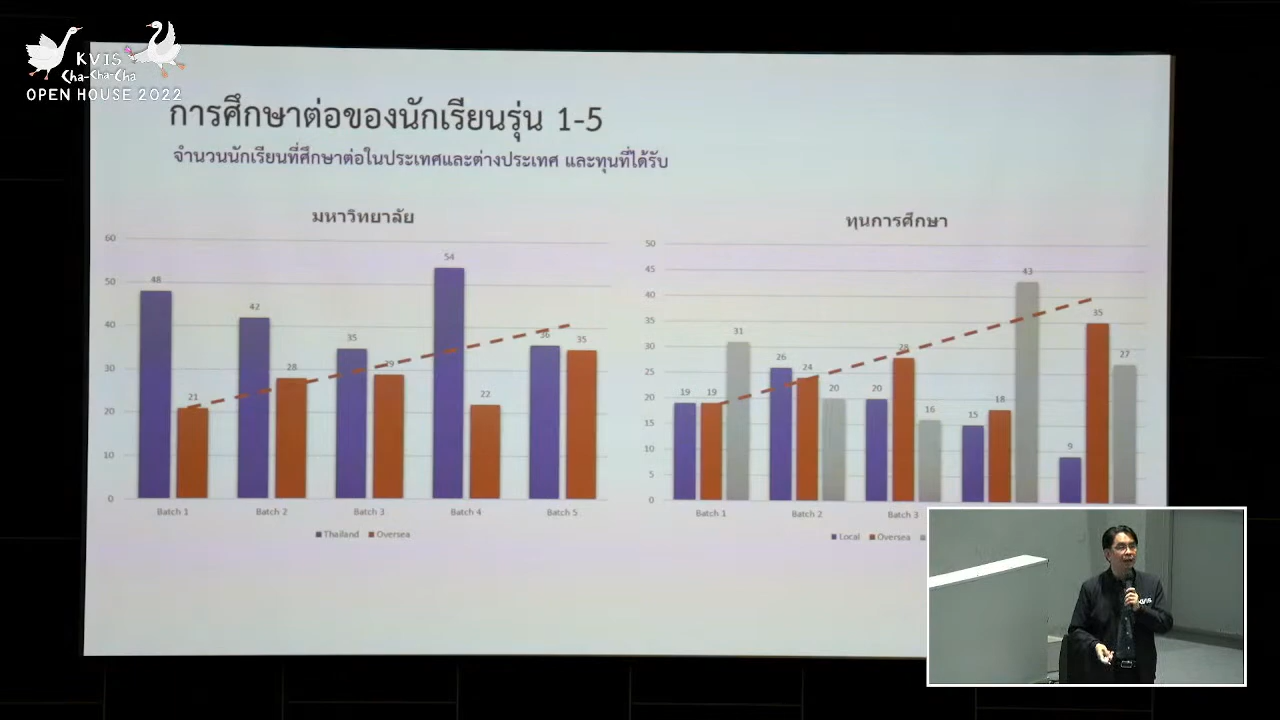 KVIS
Cha-Cha-Cha
OPEN HOUSE 2022
การศึกษาต่อของนักเรียนรุ่น 1-5
จำนวนนักเรียนที่ศึกษาต่อในประเทศและต่างประเทศ และทุนที่ได้รับ
มหาวิทยาลัย
60
50
40
30
20
10
0
48
21
42
28
35
29
54
22
36
35
Batch 1
Batch 2
Batch 3
Batch 4
Batch 5
Thailand
Oversea
ทุนการศึกษา
50
45
40
35
30
25
20
15
10
5
0
19
19
31
26
24
20
20
28
16
15
18
43
9
35
27
Batch 1
Batch 2
Batch 3
Local
Oversea